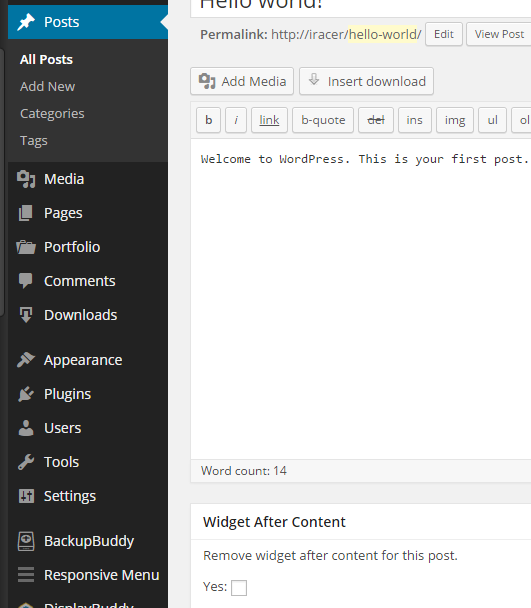 Posts
All Posts
Add New
Categories
Tags
Media
Pages
Portfolio
Comments
Downloads
Appearance
Plugins
Users
Tools
Settings
BackupBuddy
Responsive Menu
DisplayBuddy
Hello world!
Permalink: http://iracer/hello-world/ Edit View Post
Add Media Insert download
b i link b-quote del ins img ul ol
Welcome to WordPress. This is your first post.
Word count: 14
Widget After Content
Remove widget after content for this post.
Yes: